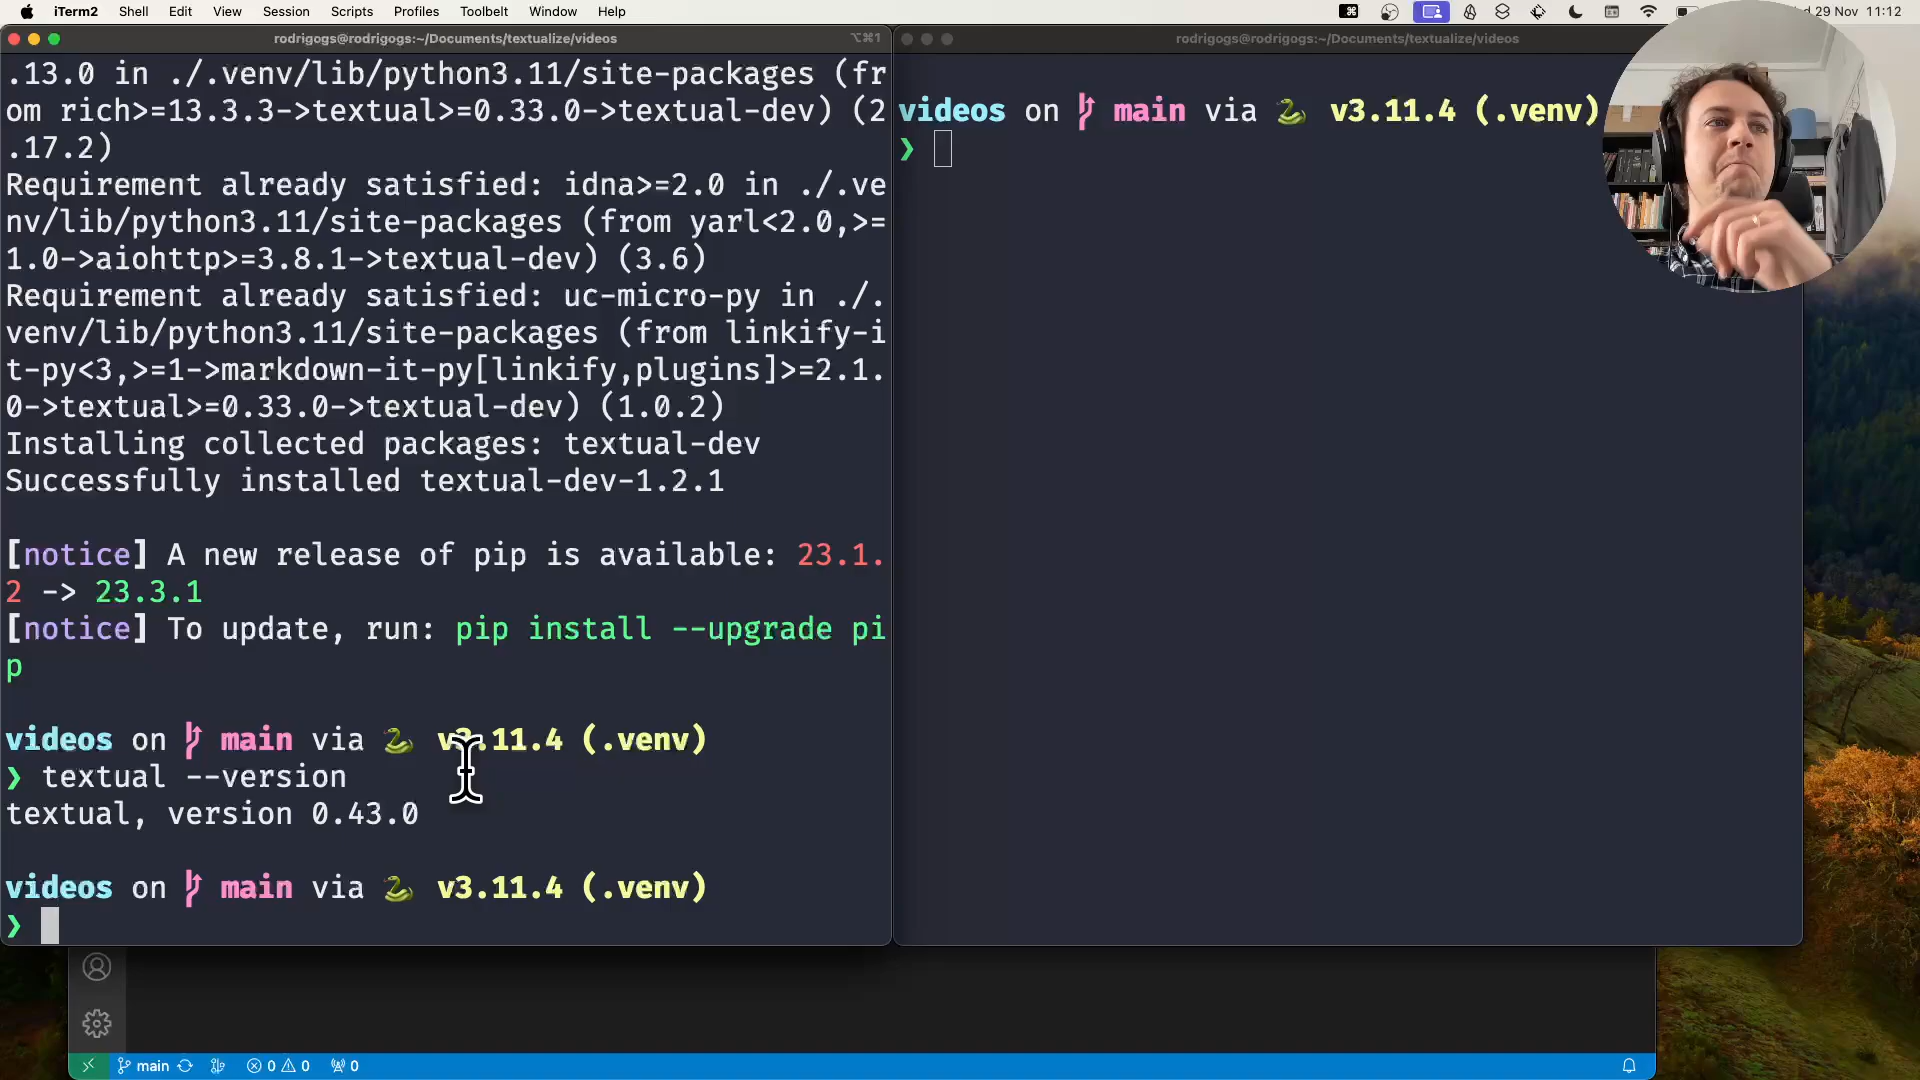 iTerm2 Shell Edit View Session Scripts Profiles Toolbelt Window Help
29 Nov 11:12
rodrigogs@rodrigogs:~/Documents/textualize/videos
⌥⌘1
.13.0 in ./.venv/lib/python3.11/site-packages (fr
om rich>=13.3.3->textual>=0.33.0->textual-dev) (2
.17.2)
Requirement already satisfied: idna>=2.0 in ./.ve
nv/lib/python3.11/site-packages (from yarl<2.0,>=
1.0->aiohttp>=3.8.1->textual-dev) (3.6)
Requirement already satisfied: uc-micro-py in ./.
venv/lib/python3.11/site-packages (from linkify-i
t-py<3,>=1->markdown-it-py[linkify,plugins]>=2.1.
0->textual>=0.33.0->textual-dev) (1.0.2)
Installing collected packages: textual-dev
Successfully installed textual-dev-1.2.1
[notice] A new release of pip is available: 23.1.
2 -> 23.3.1
[notice] To update, run: pip install --upgrade pi
p
videos on main via v3.11.4 (.venv)
❯ textual --version
textual, version 0.43.0
videos on main via v3.11.4 (.venv)
❯
rodrigogs@rodrigogs:~/Documents/textualize/videos
videos on main via v3.11.4 (.venv)
❯
main 0 0 0